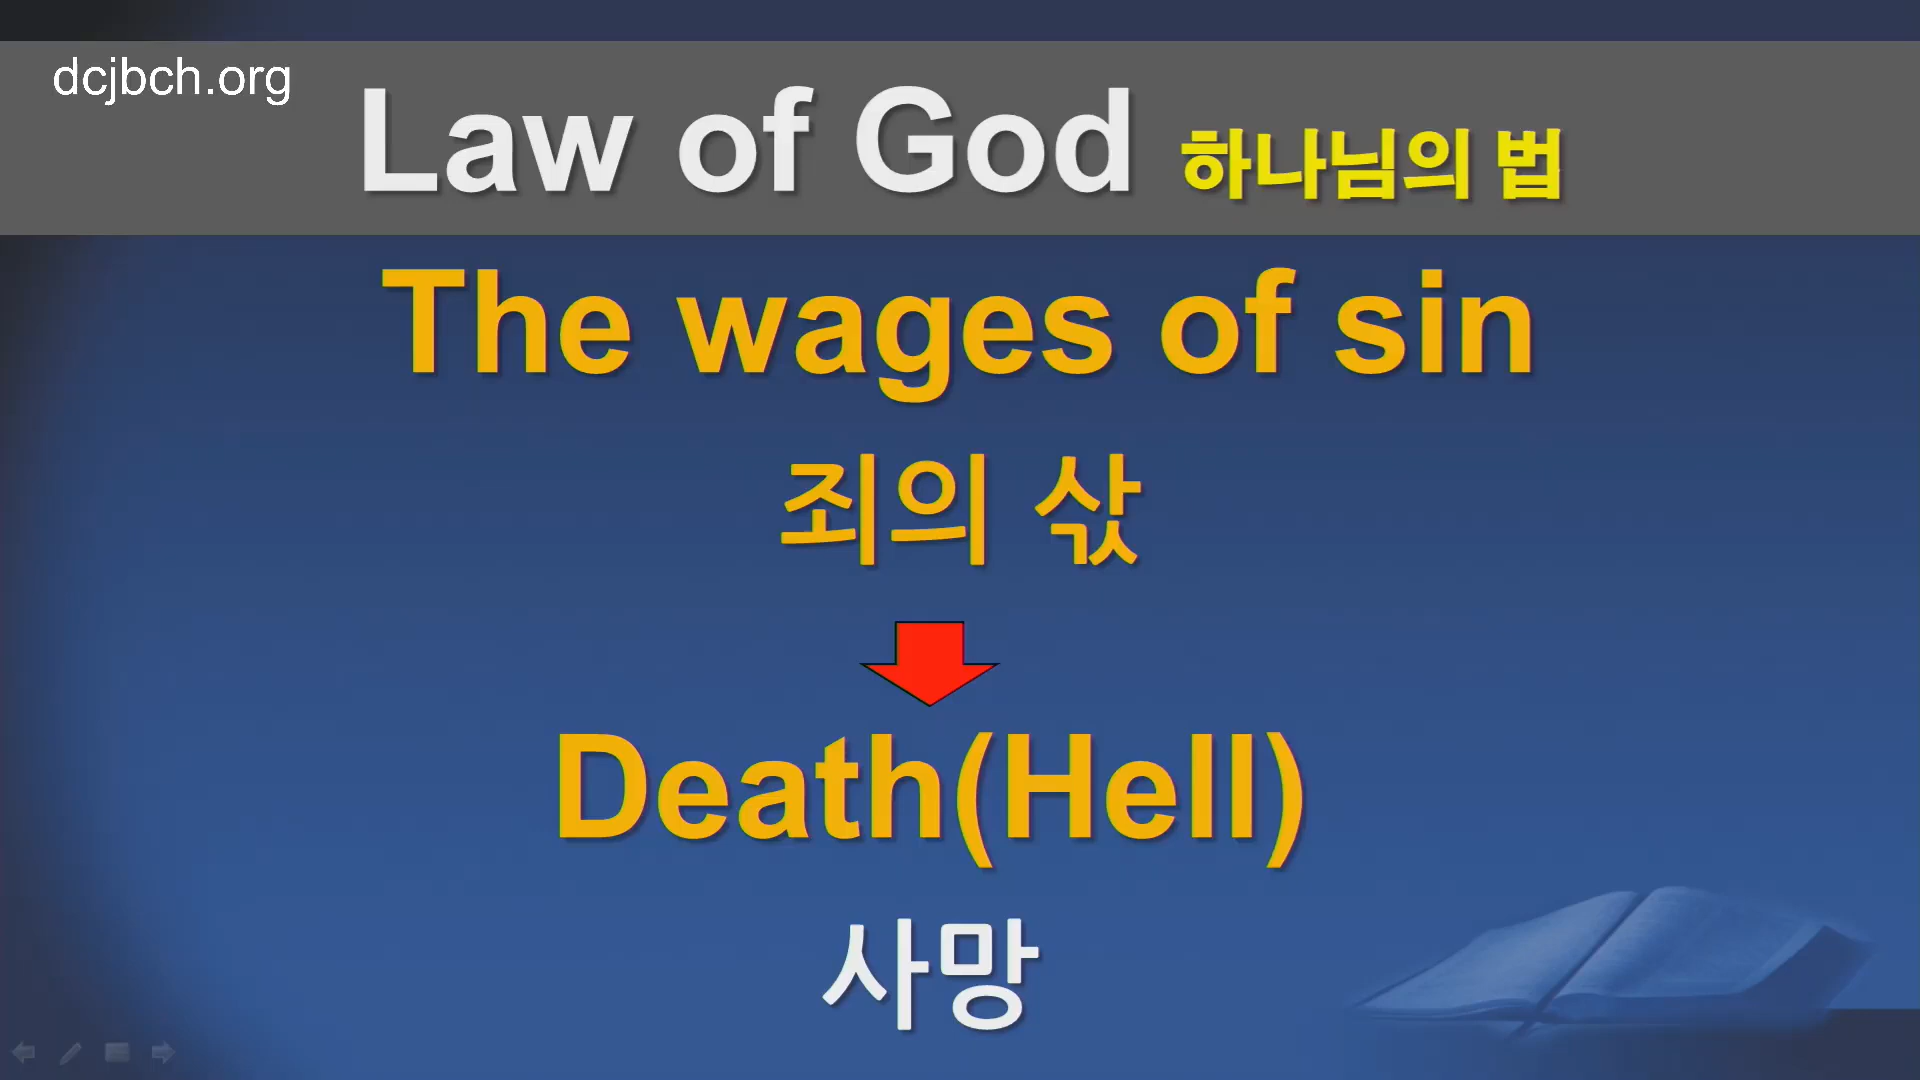 dcjbch.org
Law of God 하나님의 법
The wages of sin
죄의 삯
Death(Hell)
사망